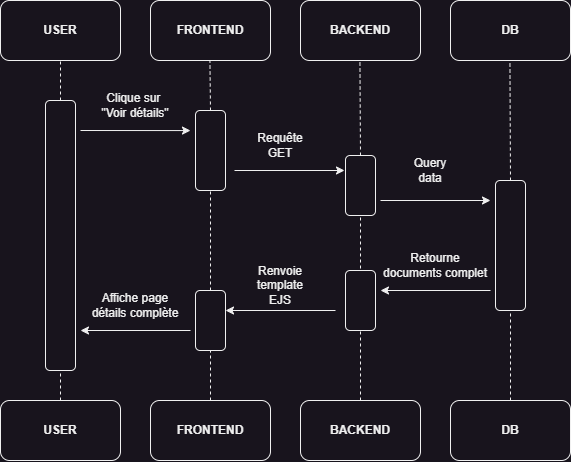 USER
FRONTEND
BACKEND
DB
Clique sur
"Voir détails"
Requête
GET
Query
data
Retourne
documents complet
Renvoie
template
EJS
Affiche page
détails complète
USER
FRONTEND
BACKEND
DB